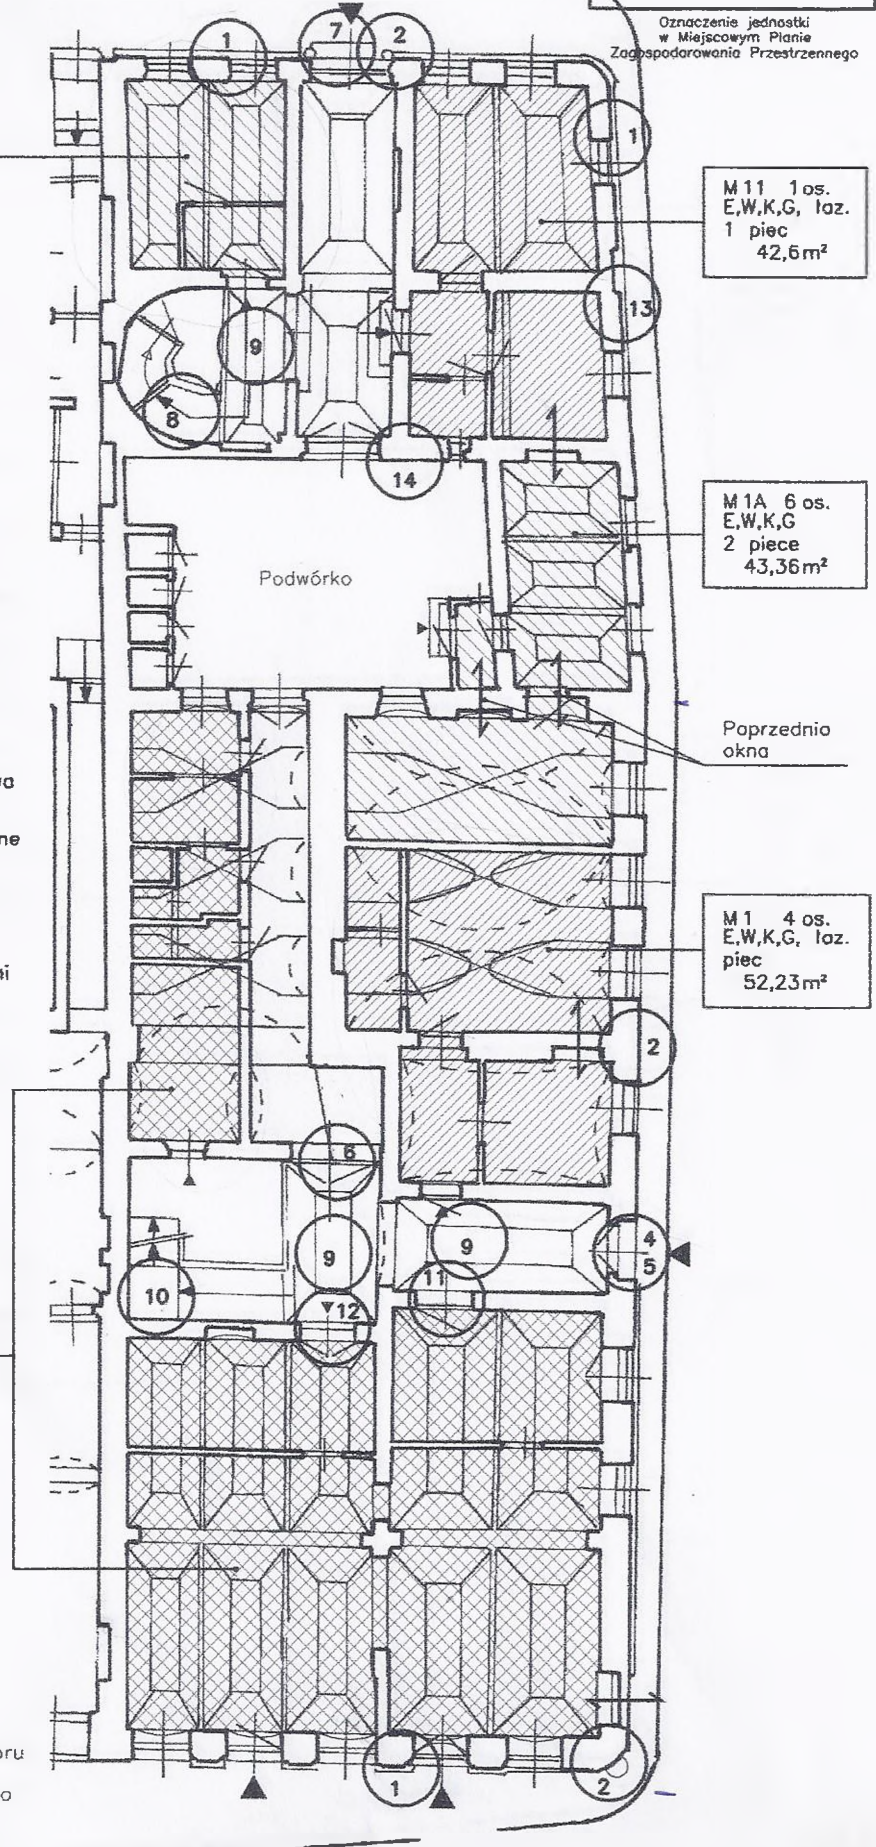 Oznaczenie jednostki
w Miejscowym Planie
Zagospodarowania Przestrzennego
1
7
2
1
M 11 1 os.
E,W,K,G, łaz.
1 piec
42,6m²
13
9
8
14
M 1A 6 os.
E,W,K,G
2 piece
43,36m²
Podwórko
Poprzednio
okna
M 1 4 os.
E,W,K,G, łaz.
piec
52,23m²
2
6
9
9
4
5
10
11
12
1
2